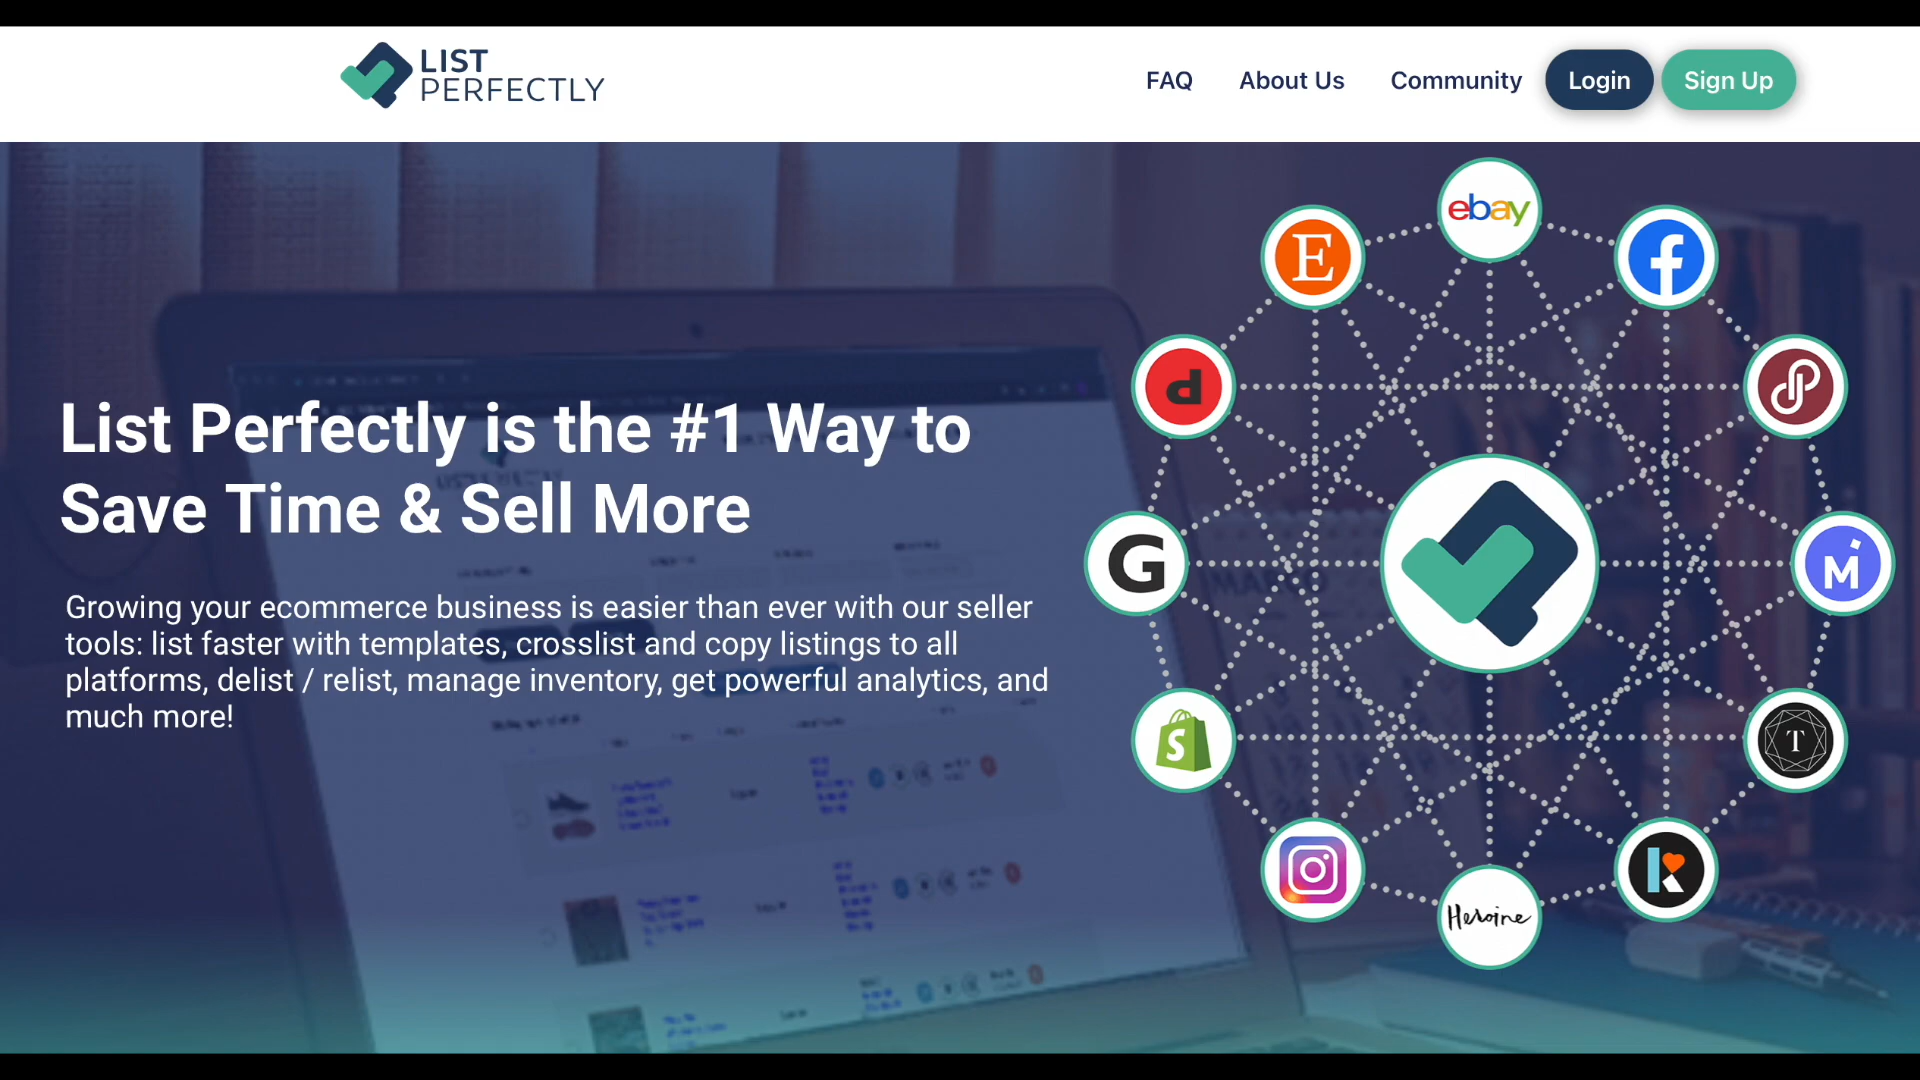 LIST
PERFECTLY
FAQ
About Us
Community
Login
Sign Up
List Perfectly is the #1 Way to
Save Time & Sell More
Growing your ecommerce business is easier than ever with our seller
tools: list faster with templates, crosslist and copy listings to all
platforms, delist / relist, manage inventory, get powerful analytics, and
much more!
ebay
E
f
d
G
M
S
T
K
Heroine